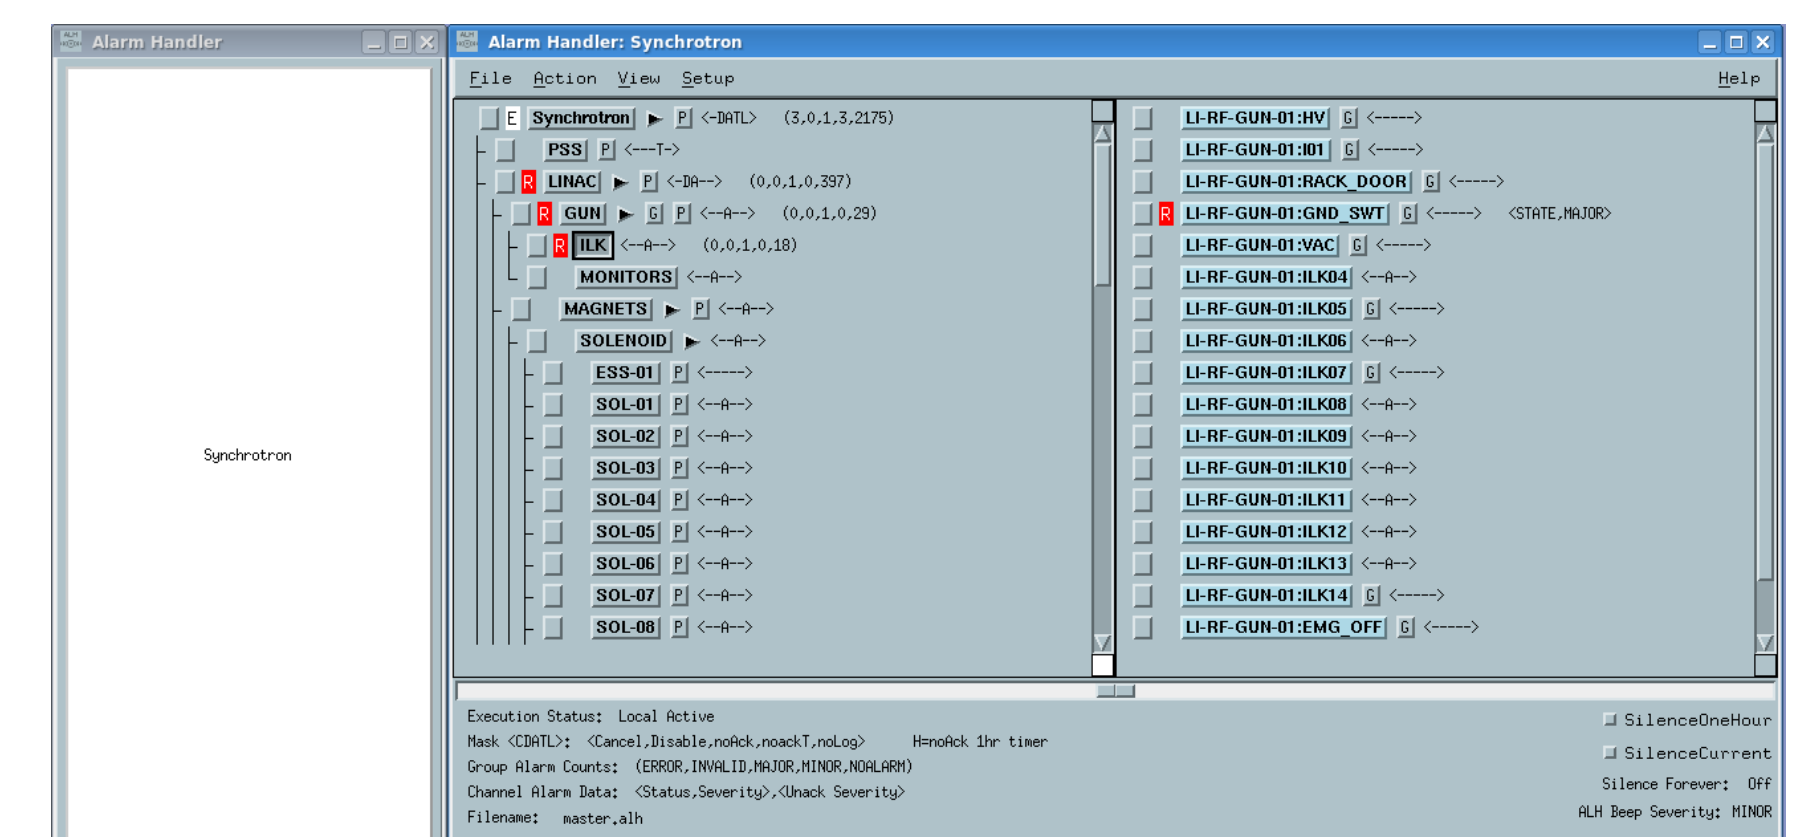 Alarm Handler
Synchrotron
Alarm Handler: Synchrotron
File Action View Setup Help
E Synchrotron P <-DATL> (3,0,1,3,2175)
PSS P <---T->
R LINAC P <-DA--> (0,0,1,0,397)
R GUN G P <--A--> (0,0,1,0,29)
R ILK <--A--> (0,0,1,0,18)
MONITORS <--A-->
MAGNETS P <--A-->
SOLENOID <--A-->
ESS-01 P <----->
SOL-01 P <--A-->
SOL-02 P <--A-->
SOL-03 P <--A-->
SOL-04 P <--A-->
SOL-05 P <--A-->
SOL-06 P <--A-->
SOL-07 P <--A-->
SOL-08 P <--A-->
LI-RF-GUN-01:HV G <----->
LI-RF-GUN-01:I01 G <----->
LI-RF-GUN-01:RACK_DOOR G <----->
R LI-RF-GUN-01:GND_SWT G <-----> <STATE,MAJOR>
LI-RF-GUN-01:VAC G <----->
LI-RF-GUN-01:ILK04 <--A-->
LI-RF-GUN-01:ILK05 G <----->
LI-RF-GUN-01:ILK06 <--A-->
LI-RF-GUN-01:ILK07 G <----->
LI-RF-GUN-01:ILK08 <--A-->
LI-RF-GUN-01:ILK09 <--A-->
LI-RF-GUN-01:ILK10 <--A-->
LI-RF-GUN-01:ILK11 <--A-->
LI-RF-GUN-01:ILK12 <--A-->
LI-RF-GUN-01:ILK13 <--A-->
LI-RF-GUN-01:ILK14 G <----->
LI-RF-GUN-01:EMG_OFF G <----->
Execution Status: Local Active
Mask <CDATL>: <Cancel,Disable,noAck,noackT,noLog> H=noAck 1hr timer
Group Alarm Counts: (ERROR,INVALID,MAJOR,MINOR,NOALARM)
Channel Alarm Data: <Status,Severity>,<Unack Severity>
Filename: master.alh
SilenceOneHour
SilenceCurrent
Silence Forever: Off
ALH Beep Severity: MINOR